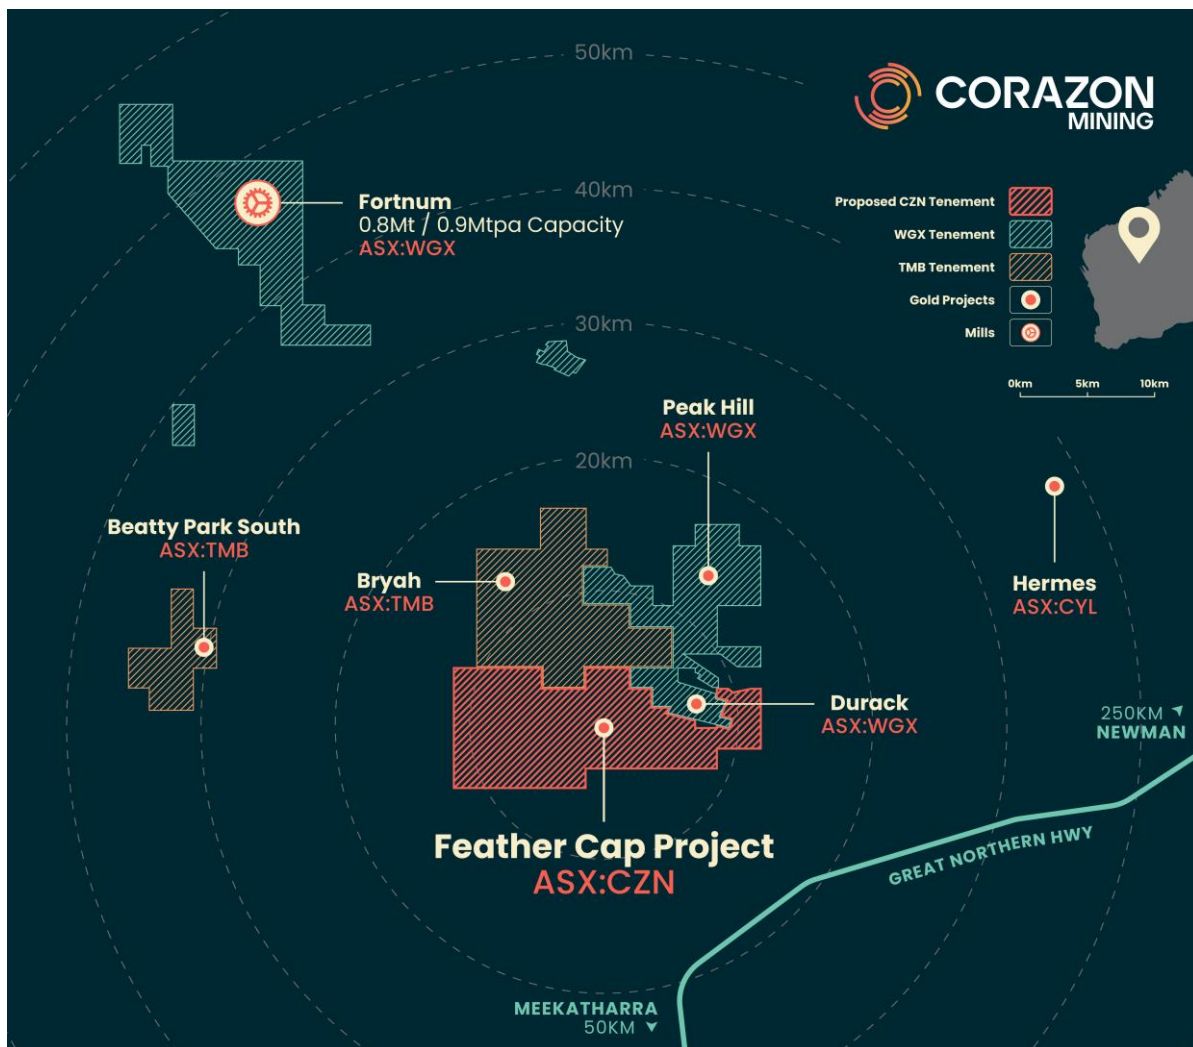 50km
CORAZON
MINING
40km
Fortnum
0.8Mt / 0.9Mtpa Capacity
ASX:WGX
Proposed CZN Tenement
WGX Tenement
TMB Tenement
Gold Projects
Mills
30km
0km 5km 10km
Peak Hill
ASX:WGX
20km
Beatty Park South
ASX:TMB
Bryah
ASX:TMB
Hermes
ASX:CYL
Durack
ASX:WGX
250KM
NEWMAN
Feather Cap Project
ASX:CZN
GREAT NORTHERN HWY
MEEKATHARRA
50KM